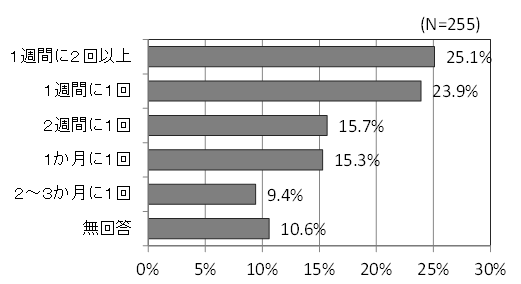 (N=255)
1週間に2回以上 25.1%
1週間に1回 23.9%
2週間に1回 15.7%
1か月に1回 15.3%
2～3か月に1回 9.4%
無回答 10.6%
0% 5% 10% 15% 20% 25% 30%